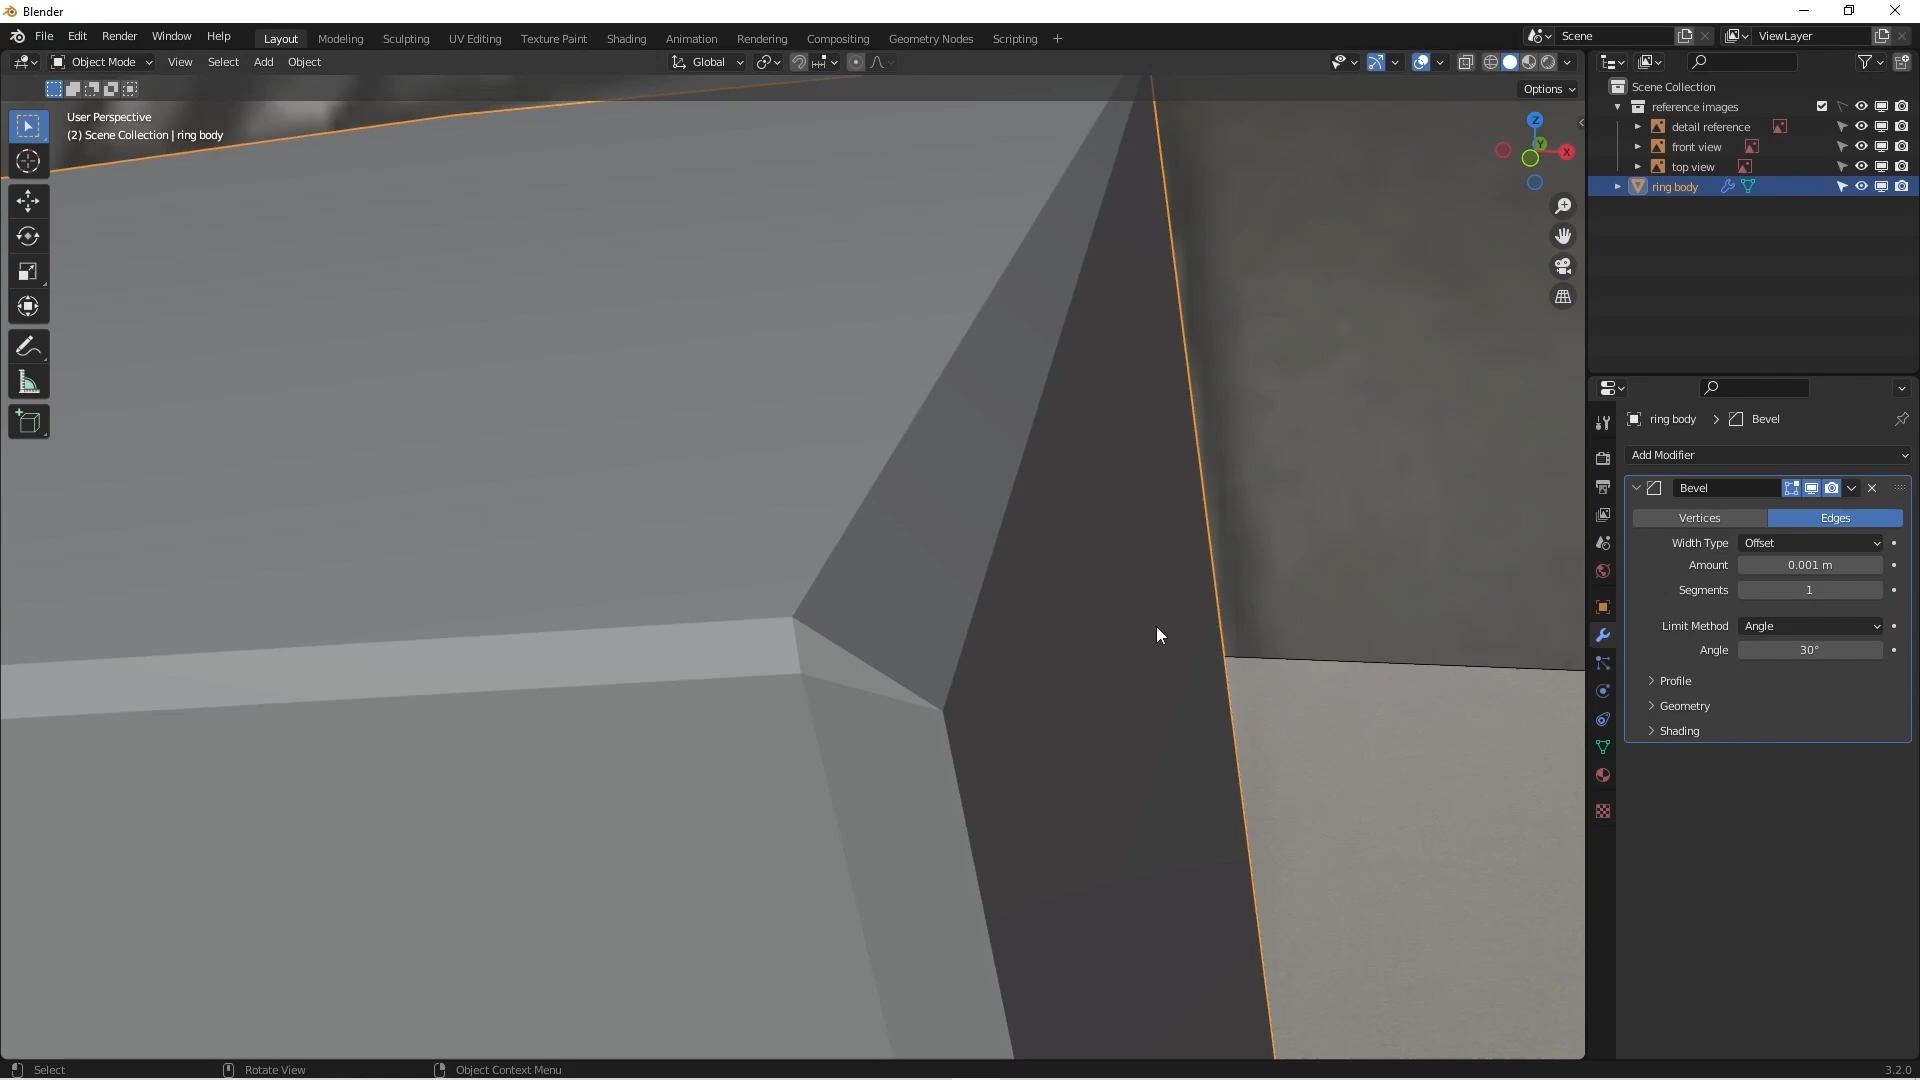 Blender
File Edit Render Window Help Layout Modeling Sculpting UV Editing Texture Paint Shading Animation Rendering Compositing Geometry Nodes Scripting + Scene ViewLayer
Object Mode View Select Add Object Global
Options
User Perspective
(2) Scene Collection | ring body
Z
Y
X
Scene Collection
reference images
detail reference
front view
top view
ring body
ring body > Bevel
Add Modifier
Bevel
Vertices Edges
Width Type Offset
Amount 0.001 m
Segments 1
Limit Method Angle
Angle 30°
Profile
Geometry
Shading
Select Rotate View Object Context Menu 3.2.0